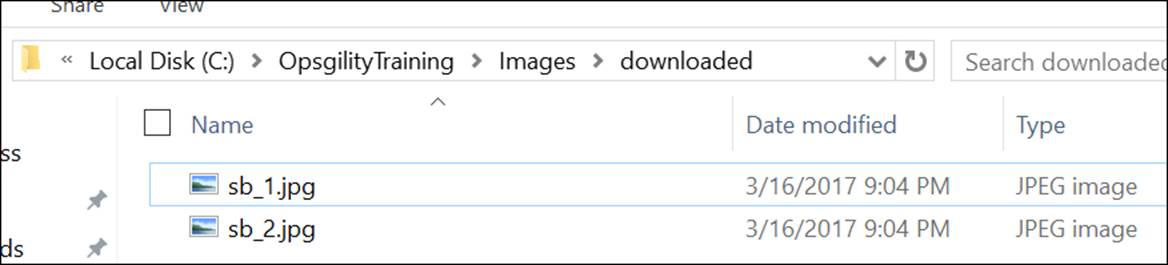 Share View
« Local Disk (C:) > OpsgilityTraining > Images > downloaded Search downloaded
Name Date modified Type
ss
sb_1.jpg 3/16/2017 9:04 PM JPEG image
sb_2.jpg 3/16/2017 9:04 PM JPEG image
ds